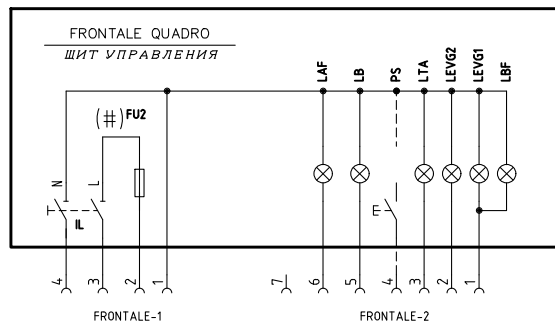 FRONTALE QUADRO
ЩИТ УПРАВЛЕНИЯ
(#) FU2
LAF LB PS LTA LEVG2 LEVG1 LBF
N L
IL
4 3 2 1 7 6 5 4 3 2 1
FRONTALE-1 FRONTALE-2